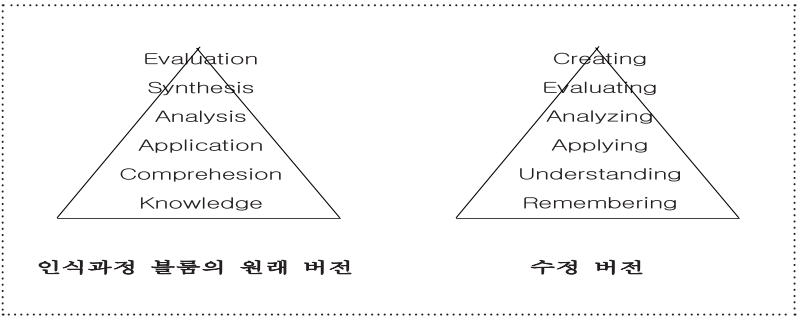 Evaluation
Synthesis
Analysis
Application
Comprehesion
Knowledge
인식과정 블룸의 원래 버전
Creating
Evaluating
Analyzing
Applying
Understanding
Remembering
수정 버전